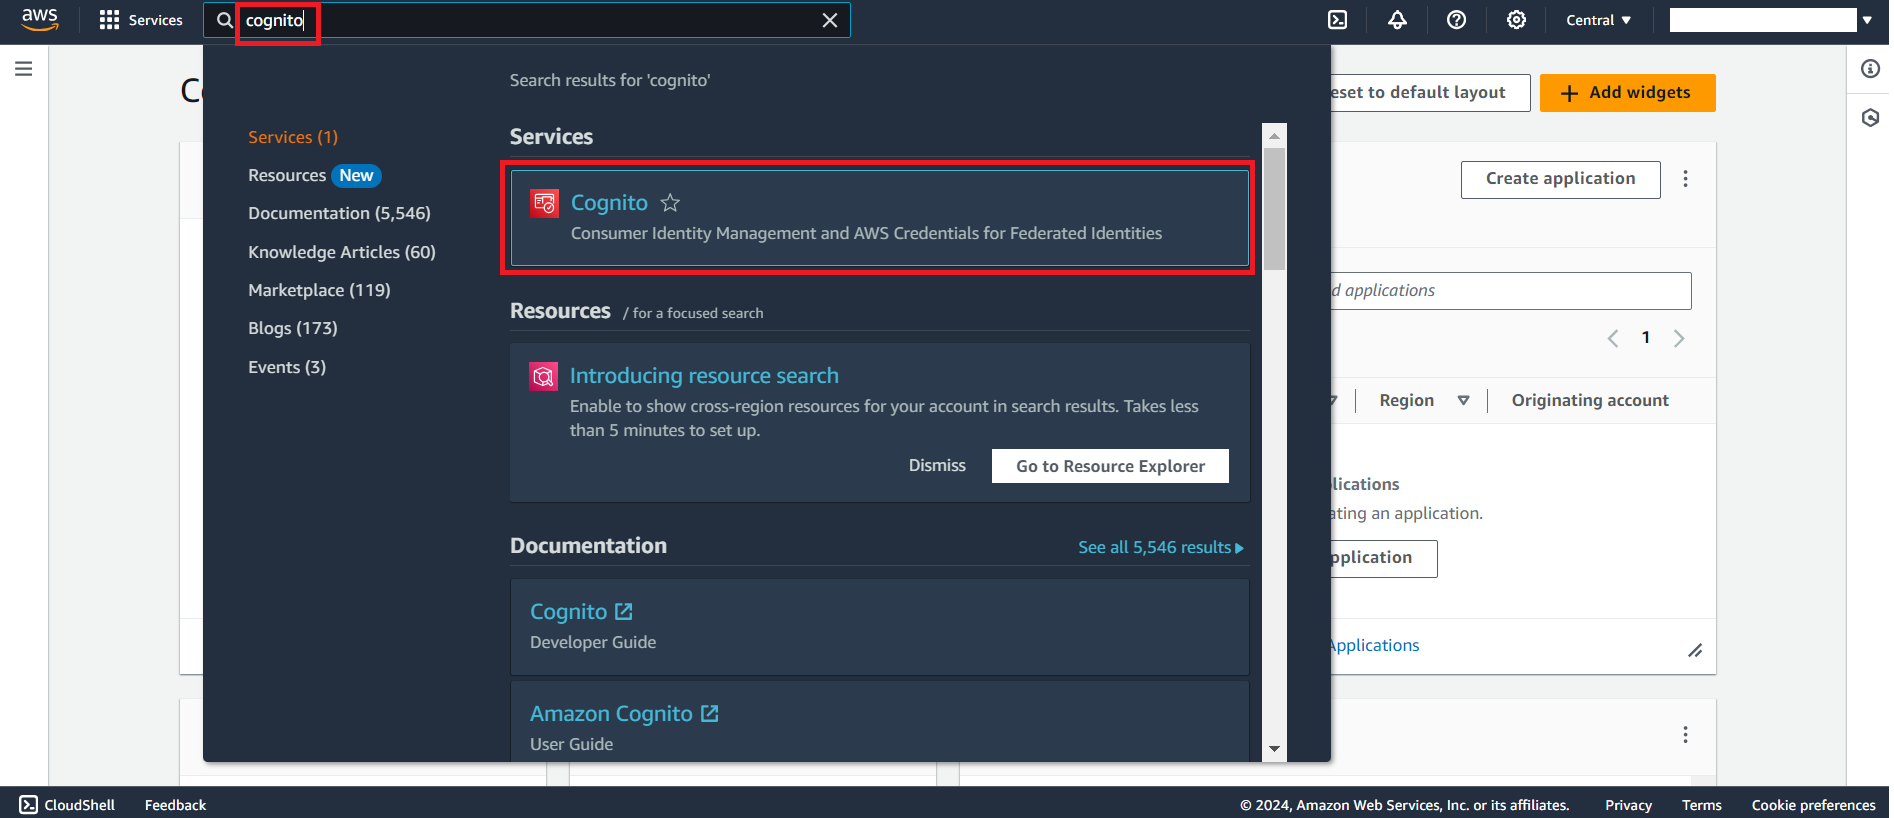 aws
Services
cognito
Central
Search results for 'cognito'
eset to default layout
Add widgets
Services (1)
Resources New
Documentation (5,546)
Knowledge Articles (60)
Marketplace (119)
Blogs (173)
Events (3)
Services
Cognito
Consumer Identity Management and AWS Credentials for Federated Identities
Resources / for a focused search
Introducing resource search
Enable to show cross-region resources for your account in search results. Takes less
than 5 minutes to set up.
Dismiss
Go to Resource Explorer
Documentation
See all 5,546 results
Cognito
Developer Guide
Amazon Cognito
User Guide
Create application
d applications
1
Region
Originating account
lications
ating an application.
pplication
Applications
CloudShell
Feedback
© 2024, Amazon Web Services, Inc. or its affiliates.
Privacy
Terms
Cookie preferences